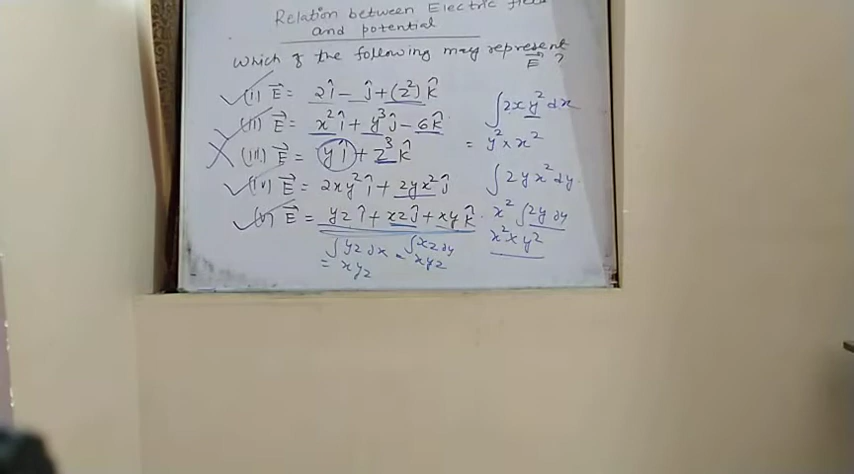 Relation between Electric field
and potential
Which of the following may represent
E⃗ ?
(i) E⃗ = 2î - ĵ + (z²) k̂
(ii) E⃗ = x² î + y³ ĵ - 6 k̂
(iii) E⃗ = y î + z³ k̂
(iv) E⃗ = 2xy² î + 2yx² ĵ
(v) E⃗ = yz î + xz ĵ + xy k̂
∫yz dx = ∫xz dy
= xyz xyz
∫2xy² dx
= y² × x²
∫2yx² dy
x² ∫2y dy
x² × y²